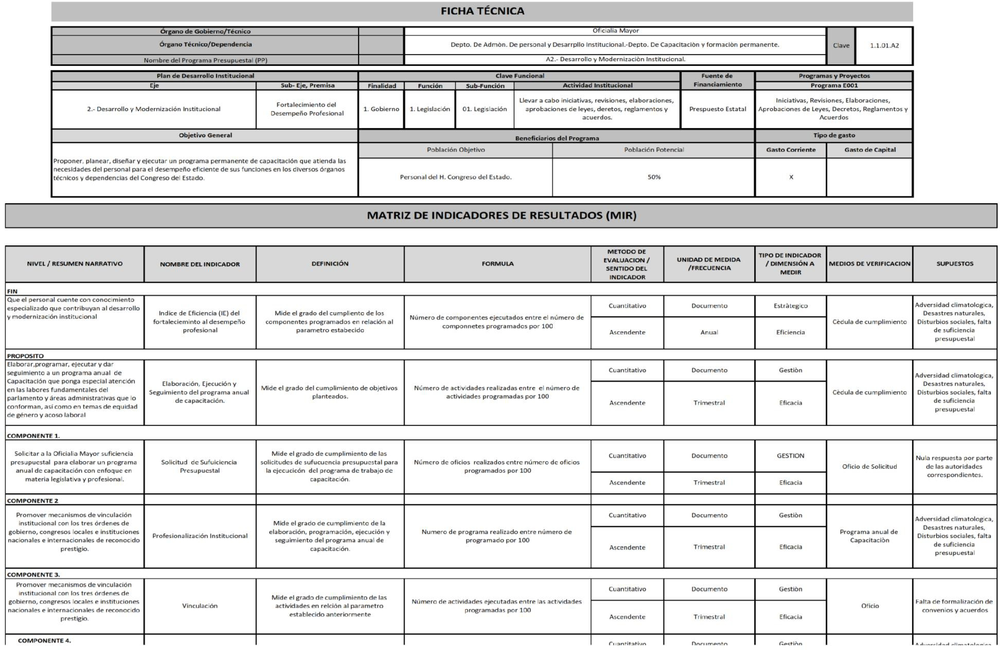 FICHA TÉCNICA
Órgano de Gobierno/Técnico
Oficialia Mayor
Órgano Técnico/Dependencia
Depto. De Admòn. De personal y Desarrpllo Institucional.-Depto. De Capacitaciòn y formaciòn permanente.
Clave
1.1.01.A2
Nombre del Programa Presupuestal (PP)
A2.- Desarrollo y Modernizaciòn Institucional.
Plan de Desarrollo Institucional
Clave Funcional
Fuente de
Financiamiento
Programas y Proyectos
Eje
Sub- Eje, Premisa
Finalidad
Función
Sub-Función
Actividad Institucional
Programa E001
2.- Desarrollo y Modernización Institucional
Fortalecimiento del
Desempeño Profesional
1. Gobierno
1. Legislación
01. Legislación
Llevar a cabo iniciativas, revisiones, elaboraciones,
aprobaciones de leyes, deretos, reglamentos y
acuerdos.
Prespuesto Estatal
Iniciativas, Revisiones, Elaboraciones,
Aprobaciones de Leyes, Decretos, Reglamentos y
Acuerdos
Objetivo General
Beneficiarios del Programa
Tipo de gasto
Población Objetivo
Población Potencial
Gasto Corriente
Gasto de Capital
Proponer, planear, diseñar y ejecutar un programa permanente de capacitación que atienda las
necesidades del personal para el desempeño eficiente de sus funciones en los diversos órganos
técnicos y dependencias del Congreso del Estado.
Personal del H. Congreso del Estado.
50%
X
MATRIZ DE INDICADORES DE RESULTADOS (MIR)
NIVEL / RESUMEN NARRATIVO
NOMBRE DEL INDICADOR
DEFINICIÓN
FORMULA
METODO DE
EVALUACION /
SENTIDO DEL
INDICADOR
UNIDAD DE MEDIDA
/FRECUENCIA
TIPO DE INDICADOR
/ DIMENSIÓN A
MEDIR
MEDIOS DE VERIFICACION
SUPUESTOS
FIN
Que el personal cuente con conocimiento
especializado que contribuyan al desarrollo
y modernización institucional
Indice de Eficiencia (IE) del
fortalecieminto al desempeño
profesional
Mide el grado del cumpliento de los
componentes programados en relación al
parametro estabecido
Número de componentes ejecutados entre el número de
componnetes programados por 100
Cuantitativo
Documento
Estràtegico
Ascendente
Anual
Eficiencia
Cèdula de cumplimiento
Adversidad climatologica,
Desastres naturales,
Disturbios sociales, falta
de suficiencia
presupuestal
PROPOSITO
Elaborar,programar, ejecutar y dar
seguimiento a un programa anual de
Capacitación que ponga especial atención
en las labores fundamentales del
parlamento y áreas administrativas que lo
conforman, así como en temas de equidad
de género y acoso laboral
Elaboración, Ejecución y
Seguimiento del programa anual
de capacitación.
Mide el grado del cumplimiento de objetivos
planteados.
Número de actividades realizadas entre el número de
actividades programadas por 100
Cuantitativo
Documento
Gestiòn
Ascendente
Trimestral
Eficacia
Cèdula de cumplimiento
Adversidad climatologica,
Desastres naturales,
Disturbios sociales, falta
de suficiencia
presupuestal
COMPONENTE 1.
Solicitar a la Oficialia Mayor suficiencia
presupuestal para elaborar un programa
anual de capacitación con enfoque en
materia legislativa y profesional.
Solicitud de Sufuiciencia
Presupuestal
Mide el grado de cumplimiento de las
solicitudes de sufucuencia presupuestal para
la ejecucicón del programa de trabajo de
capacitación.
Número de oficios realizados entre número de oficios
programados por 100
Cuantitativo
Documento
GESTION
Ascendente
Trimestral
Eficacia
Oficio de Solicitud
Nula respuesta por parte
de las autoridades
correspondientes.
COMPONENTE 2
Promover mecanismos de vinculación
institucional con los tres órdenes de
gobierno, congresos locales e instituciones
nacionales e internacionales de reconocido
prestigio.
Profesionalización Institucional
Mide el grado de cumplimiento de la
elaboración, programación, ejecución y
seguimiento del programa anual de
capacitación.
Numero de programa realizado entre número de
programado por 100
Cuantitativo
Documento
Gestiòn
Ascendente
Trimestral
Eficacia
Programa anual de
Capacitaciòn
Adversidad climatologica,
Desastres naturales,
Disturbios sociales, falta
de suficiencia
presupuestal
COMPONENTE 3.
Promover mecanismos de vinculación
institucional con los tres órdenes de
gobierno, congresos locales e instituciones
nacionales e internacionales de reconocido
prestigio.
Vinculación
Mide el grado de cumplimiento de las
actividades en relción al parametro
establecido anteriormente
Número de actividades ejecutadas entre las actividades
programadas por 100
Cuantitativo
Documento
Gestiòn
Ascendente
Trimestral
Eficacia
Oficio
Falta de formalización de
convenios y acuerdos
COMPONENTE 4.
Cuantitativo
Documento
Gestiòn
Adversidad climatologica,